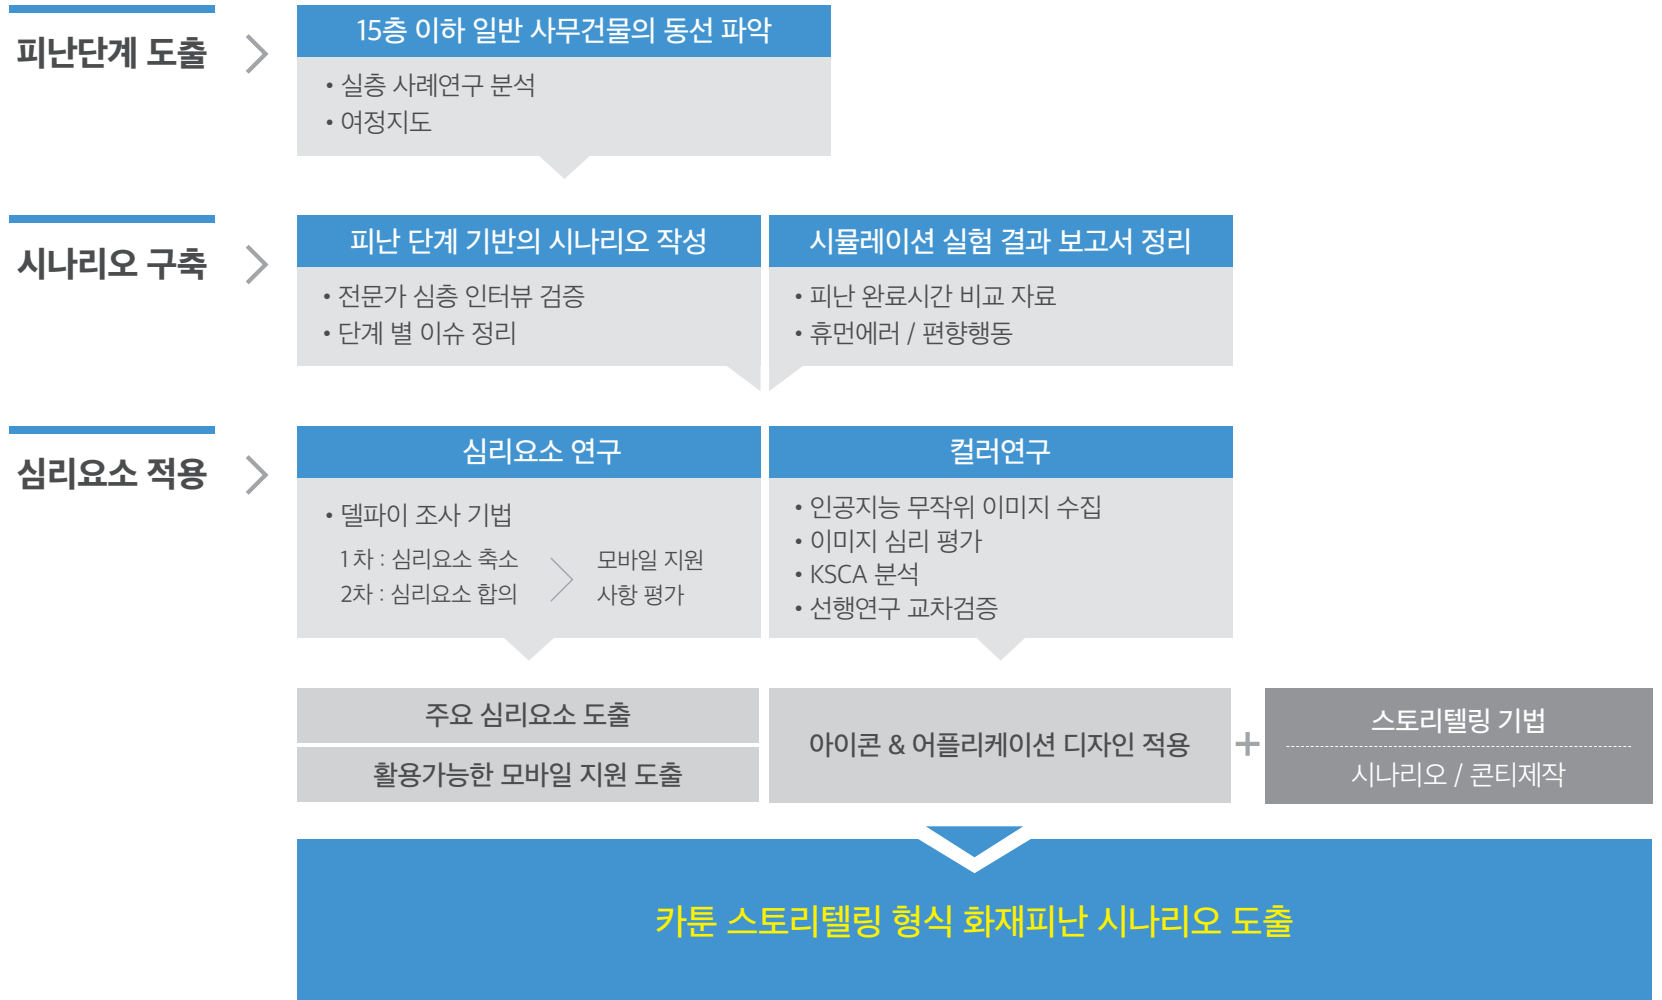 피난단계 도출
15층 이하 일반 사무건물의 동선 파악
• 실층 사례연구 분석
• 여정지도
시나리오 구축
피난 단계 기반의 시나리오 작성
• 전문가 심층 인터뷰 검증
• 단계 별 이슈 정리
시뮬레이션 실험 결과 보고서 정리
• 피난 완료시간 비교 자료
• 휴먼에러 / 편향행동
심리요소 적용
심리요소 연구
• 델파이 조사 기법
1차 : 심리요소 축소
2차 : 심리요소 합의
모바일 지원
사항 평가
컬러연구
• 인공지능 무작위 이미지 수집
• 이미지 심리 평가
• KSCA 분석
• 선행연구 교차검증
주요 심리요소 도출
활용가능한 모바일 지원 도출
아이콘 & 어플리케이션 디자인 적용
+
스토리텔링 기법
시나리오 / 콘티제작
카툰 스토리텔링 형식 화재피난 시나리오 도출